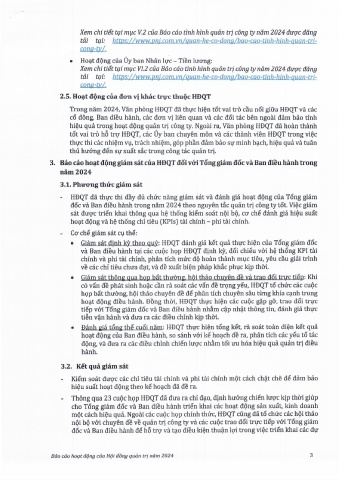 Xem chi tiết tại mục V.2 của Báo cáo tình hình quản trị công ty năm 2024 được đăng
tải tại: https://www.pnj.com.vn/quan-he-co-dong/bao-cao-tinh-hinh-quan-tri-
cong-ty/.
• Hoạt động của Ủy ban Nhân lực – Tiền lương:
Xem chi tiết tại mục VI.2 của Báo cáo tình hình quản trị công ty năm 2024 được đăng
tải tại: https://www.pnj.com.vn/quan-he-co-dong/bao-cao-tinh-hinh-quan-tri-
cong-ty/.
2.5. Hoạt động của đơn vị khác trực thuộc HĐQT
Trong năm 2024, Văn phòng HĐQT đã thực hiện tốt vai trò cầu nối giữa HĐQT và các
cổ đông, Ban điều hành, các đơn vị liên quan và các đối tác bên ngoài đảm bảo tính
hiệu quả trong hoạt động quản trị công ty. Ngoài ra, Văn phòng HĐQT đã hoàn thành
tốt vai trò hỗ trợ HĐQT, các Ủy ban chuyên môn và các thành viên HĐQT trong việc
thực thi các nhiệm vụ, trách nhiệm, góp phần đảm bảo sự minh bạch, hiệu quả và tuân
thủ hướng đến sự xuất sắc trong công tác quản trị.
3. Báo cáo hoạt động giám sát của HĐQT đối với Tổng giám đốc và Ban điều hành trong
năm 2024
3.1. Phương thức giám sát
- HĐQT đã thực thi đầy đủ chức năng giám sát và đánh giá hoạt động của Tổng giám
đốc và Ban điều hành trong năm 2024 theo nguyên tắc quản trị công ty tốt. Việc giám
sát được triển khai thông qua hệ thống kiểm soát nội bộ, cơ chế đánh giá hiệu suất
hoạt động và hệ thống chỉ tiêu (KPIs) tài chính – phi tài chính.
- Cơ chế giám sát cụ thể:
• Giám sát định kỳ theo quý: HĐQT đánh giá kết quả thực hiện của Tổng giám đốc
và Ban điều hành tại các cuộc họp HĐQT định kỳ, đối chiếu với hệ thống KPI tài
chính và phi tài chính, phân tích mức độ hoàn thành mục tiêu, yêu cầu giải trình
về các chỉ tiêu chưa đạt, và đề xuất biện pháp khắc phục kịp thời.
• Giám sát thông qua họp bất thường, hội thảo chuyên đề và trao đổi trực tiếp: Khi
có vấn đề phát sinh hoặc cần rà soát các vấn đề trọng yếu, HĐQT tổ chức các cuộc
họp bất thường, hội thảo chuyên đề để phân tích chuyên sâu từng khía cạnh trong
hoạt động điều hành. Đồng thời, HĐQT thực hiện các cuộc gặp gỡ, trao đổi trực
tiếp với Tổng giám đốc và Ban điều hành nhằm cập nhật thông tin, đánh giá thực
tiễn vận hành và đưa ra các điều chỉnh kịp thời.
• Đánh giá tổng thể cuối năm: HĐQT thực hiện tổng kết, rà soát toàn diện kết quả
hoạt động của Ban điều hành, so sánh với kế hoạch đề ra, phân tích các yếu tố tác
động, và đưa ra các điều chỉnh chiến lược nhằm tối ưu hóa hiệu quả quản trị điều
hành.
3.2. Kết quả giám sát
- Kiểm soát được các chỉ tiêu tài chính và phi tài chính một cách chặt chẽ để đảm bảo
hiệu suất hoạt động theo kế hoạch đã đề ra.
- Thông qua 23 cuộc họp HĐQT đã đưa ra chỉ đạo, định hướng chiến lược kịp thời giúp
cho Tổng giám đốc và Ban điều hành triển khai các hoạt động sản xuất, kinh doanh
một cách hiệu quả. Ngoài các cuộc họp chính thức, HĐQT cũng đã tổ chức các hội thảo
nội bộ với chuyên đề về quản trị công ty và các cuộc trao đổi trực tiếp với Tổng giám
đốc và Ban điều hành để hỗ trợ và tạo điều kiện thuận lợi trong việc triển khai các dự
Báo cáo hoạt động của Hội đồng quản trị năm 2024 3